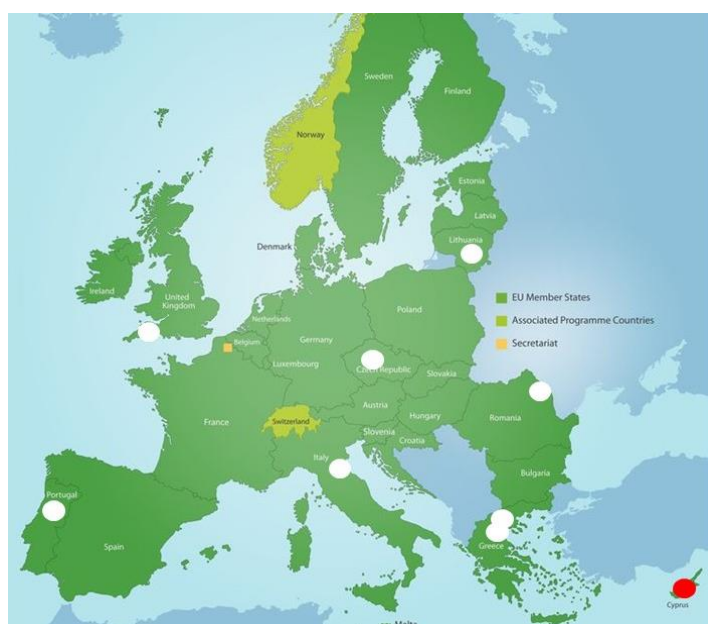 Sweden
Finland
Norway
Estonia
Latvia
Denmark
Lithuania
Ireland
United
Kingdom
Netherlands
Poland
EU Member States
Associated Programme Countries
Secretariat
Belgium
Germany
Luxembourg
Czech Republic
Slovakia
Austria
France
Switzerland
Hungary
Romania
Slovenia
Croatia
Italy
Bulgaria
Portugal
Spain
Greece
Cyprus
Malta